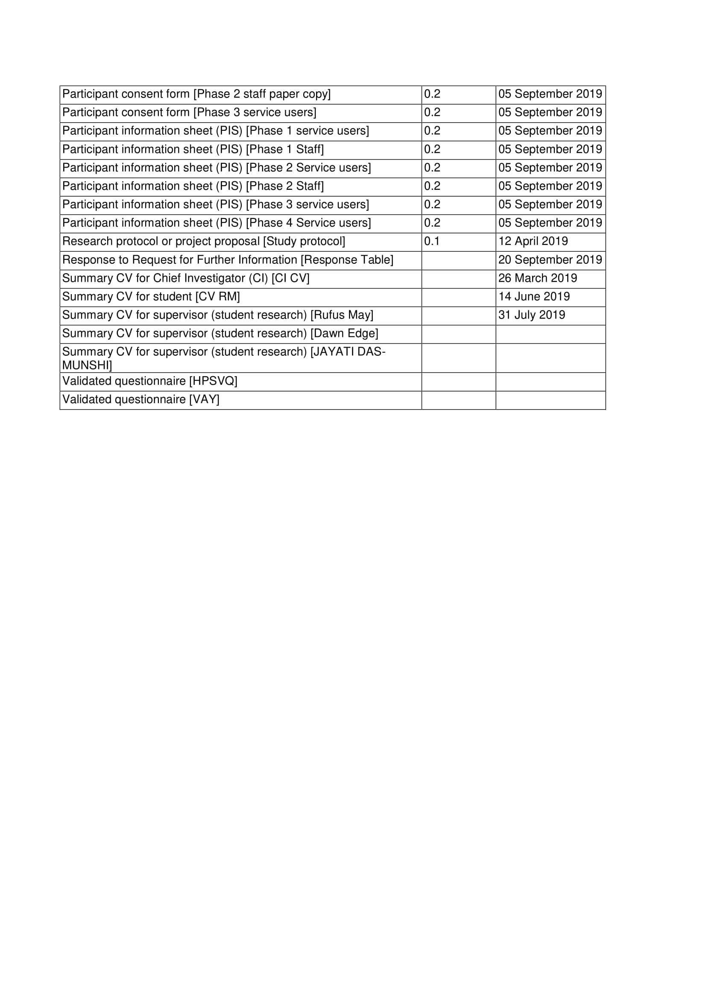 Participant consent form [Phase 2 staff paper copy] 0.2 05 September 2019
Participant consent form [Phase 3 service users] 0.2 05 September 2019
Participant information sheet (PIS) [Phase 1 service users] 0.2 05 September 2019
Participant information sheet (PIS) [Phase 1 Staff] 0.2 05 September 2019
Participant information sheet (PIS) [Phase 2 Service users] 0.2 05 September 2019
Participant information sheet (PIS) [Phase 2 Staff] 0.2 05 September 2019
Participant information sheet (PIS) [Phase 3 service users] 0.2 05 September 2019
Participant information sheet (PIS) [Phase 4 Service users] 0.2 05 September 2019
Research protocol or project proposal [Study protocol] 0.1 12 April 2019
Response to Request for Further Information [Response Table] 20 September 2019
Summary CV for Chief Investigator (CI) [CI CV] 26 March 2019
Summary CV for student [CV RM] 14 June 2019
Summary CV for supervisor (student research) [Rufus May] 31 July 2019
Summary CV for supervisor (student research) [Dawn Edge]
Summary CV for supervisor (student research) [JAYATI DAS-
MUNSHI]
Validated questionnaire [HPSVQ]
Validated questionnaire [VAY]